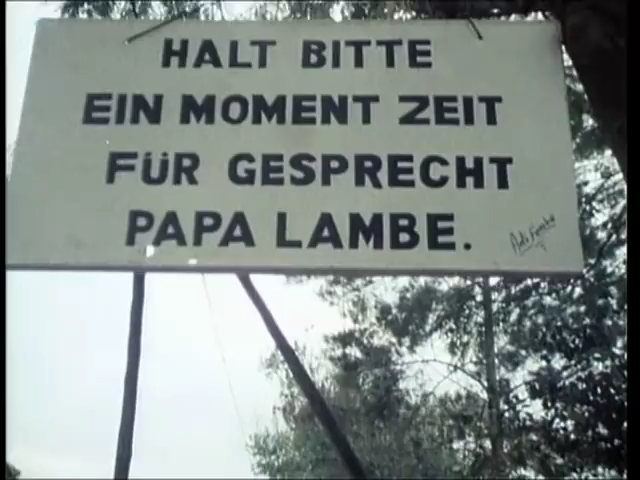 HALT BITTE
EIN MOMENT ZEIT
FÜR GESPRECHT
PAPA LAMBE.